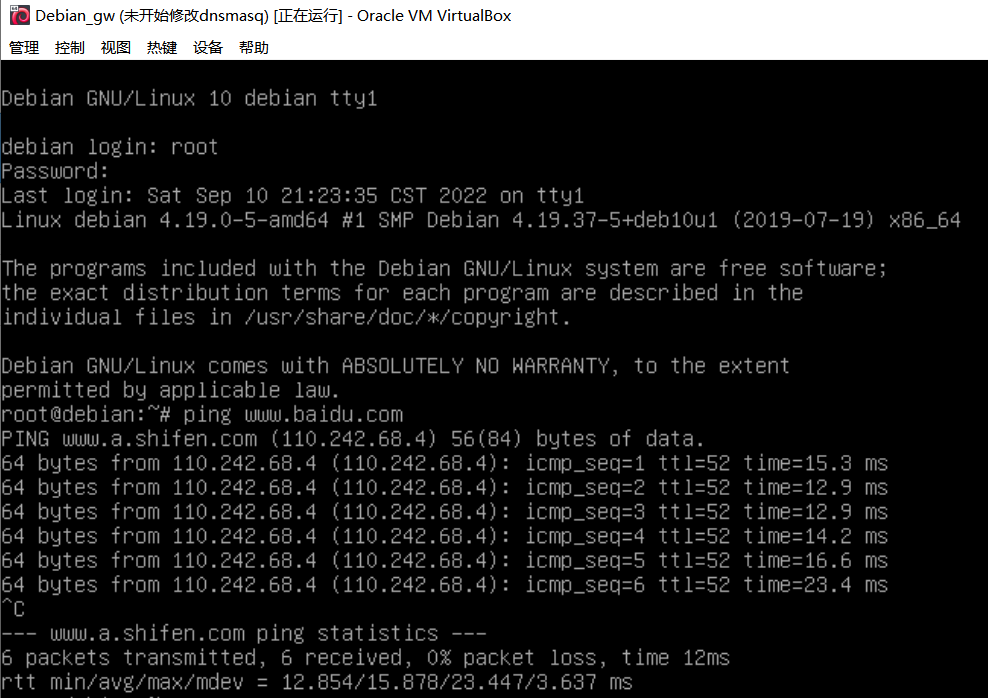 Debian_gw (未开始修改dnsmasq) [正在运行] - Oracle VM VirtualBox
管理 控制 视图 热键 设备 帮助
Debian GNU/Linux 10 debian tty1
debian login: root
Password:
Last login: Sat Sep 10 21:23:35 CST 2022 on tty1
Linux debian 4.19.0-5-amd64 #1 SMP Debian 4.19.37-5+deb10u1 (2019-07-19) x86_64
The programs included with the Debian GNU/Linux system are free software;
the exact distribution terms for each program are described in the
individual files in /usr/share/doc/*/copyright.
Debian GNU/Linux comes with ABSOLUTELY NO WARRANTY, to the extent
permitted by applicable law.
root@debian:~# ping www.baidu.com
PING www.a.shifen.com (110.242.68.4) 56(84) bytes of data.
64 bytes from 110.242.68.4 (110.242.68.4): icmp_seq=1 ttl=52 time=15.3 ms
64 bytes from 110.242.68.4 (110.242.68.4): icmp_seq=2 ttl=52 time=12.9 ms
64 bytes from 110.242.68.4 (110.242.68.4): icmp_seq=3 ttl=52 time=12.9 ms
64 bytes from 110.242.68.4 (110.242.68.4): icmp_seq=4 ttl=52 time=14.2 ms
64 bytes from 110.242.68.4 (110.242.68.4): icmp_seq=5 ttl=52 time=16.6 ms
64 bytes from 110.242.68.4 (110.242.68.4): icmp_seq=6 ttl=52 time=23.4 ms
^C
--- www.a.shifen.com ping statistics ---
6 packets transmitted, 6 received, 0% packet loss, time 12ms
rtt min/avg/max/mdev = 12.854/15.878/23.447/3.637 ms